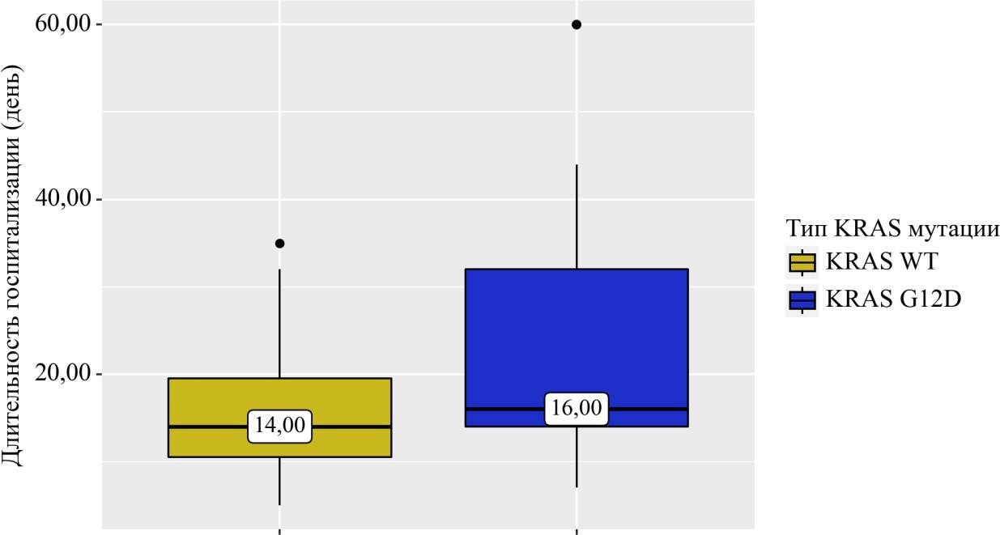 60,00
40,00
20,00
Длительность госпитализации (день)
14,00
16,00
Тип KRAS мутации
KRAS WT
KRAS G12D